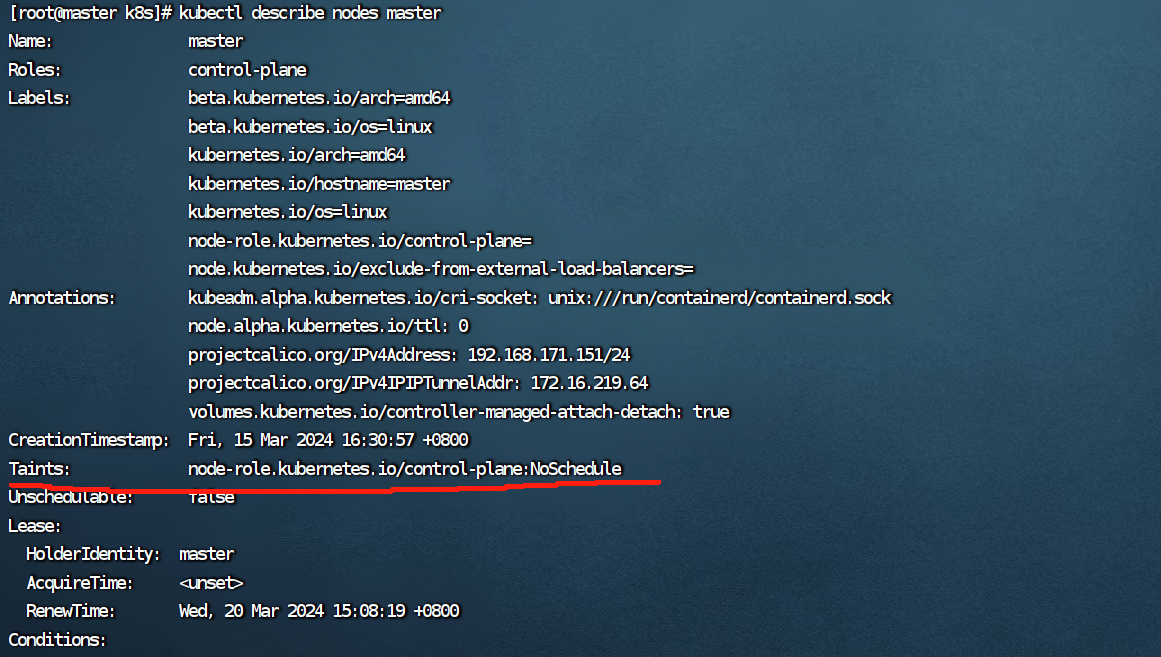 [root@master k8s]# kubectl describe nodes master
Name:               master
Roles:              control-plane
Labels:             beta.kubernetes.io/arch=amd64
                    beta.kubernetes.io/os=linux
                    kubernetes.io/arch=amd64
                    kubernetes.io/hostname=master
                    kubernetes.io/os=linux
                    node-role.kubernetes.io/control-plane=
                    node.kubernetes.io/exclude-from-external-load-balancers=
Annotations:        kubeadm.alpha.kubernetes.io/cri-socket: unix:///run/containerd/containerd.sock
                    node.alpha.kubernetes.io/ttl: 0
                    projectcalico.org/IPv4Address: 192.168.171.151/24
                    projectcalico.org/IPv4IPIPTunnelAddr: 172.16.219.64
                    volumes.kubernetes.io/controller-managed-attach-detach: true
CreationTimestamp:  Fri, 15 Mar 2024 16:30:57 +0800
Taints:             node-role.kubernetes.io/control-plane:NoSchedule
Unschedulable:      false
Lease:
  HolderIdentity:  master
  AcquireTime:     <unset>
  RenewTime:       Wed, 20 Mar 2024 15:08:19 +0800
Conditions: